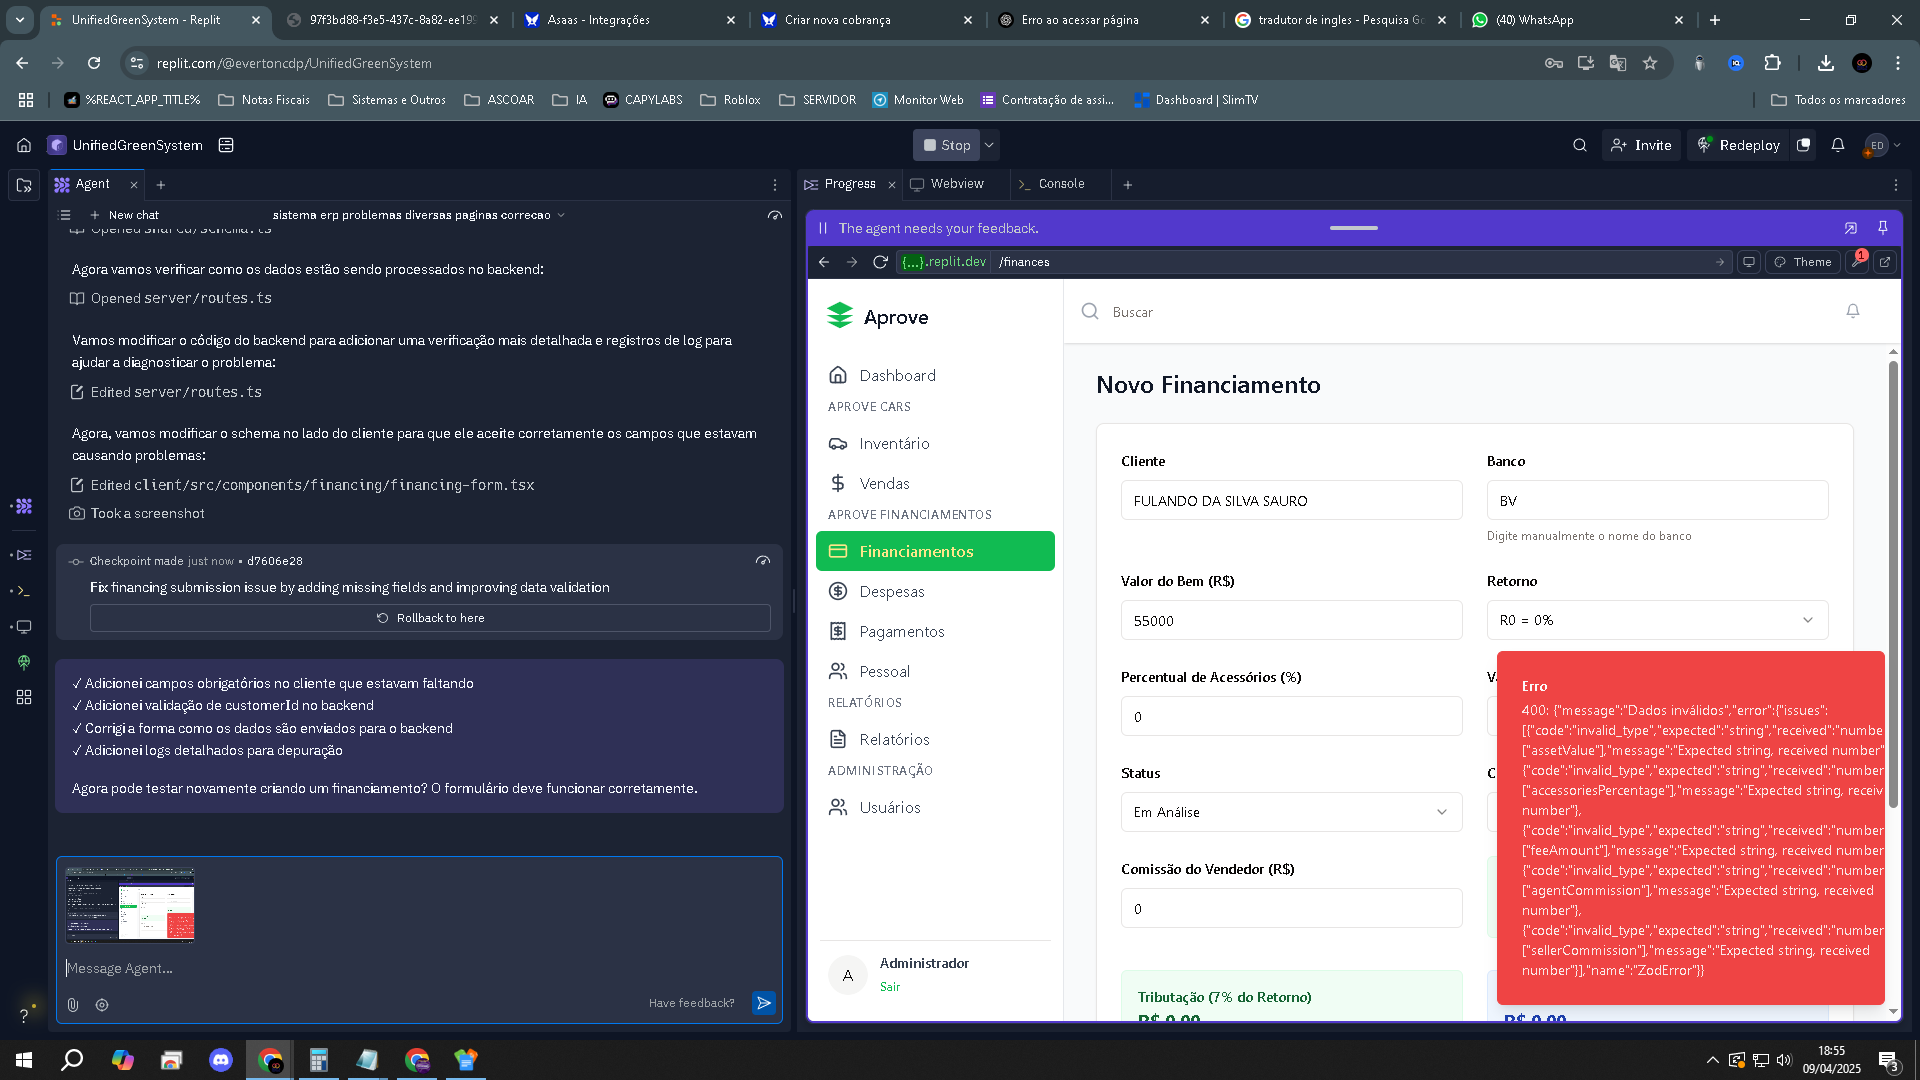 UnifiedGreenSystem - Replit
97f3bd88-f3e5-437c-8a82-ee199
Asaas - Integrações
Criar nova cobrança
Erro ao acessar página
tradutor de ingles - Pesquisa Go
(40) WhatsApp
replit.com/@evertoncdp/UnifiedGreenSystem
%REACT_APP_TITLE%
Notas Fiscais
Sistemas e Outros
ASCOAR
IA
CAPYLABS
Roblox
SERVIDOR
Monitor Web
Contratação de assi...
Dashboard | SlimTV
Todos os marcadores
UnifiedGreenSystem
Stop
Invite
Redeploy
ED
Agent
Progress
Webview
Console
New chat
sistema erp problemas diversas paginas correcao
Opened shared/schema.ts
Agora vamos verificar como os dados estão sendo processados no backend:
Opened server/routes.ts
Vamos modificar o código do backend para adicionar uma verificação mais detalhada e registros de log para
ajudar a diagnosticar o problema:
Edited server/routes.ts
Agora, vamos modificar o schema no lado do cliente para que ele aceite corretamente os campos que estavam
causando problemas:
Edited client/src/components/financing/financing-form.tsx
Took a screenshot
Checkpoint made just now • d7606e28
Fix financing submission issue by adding missing fields and improving data validation
Rollback to here
✓ Adicionei campos obrigatórios no cliente que estavam faltando
✓ Adicionei validação de customerId no backend
✓ Corrigi a forma como os dados são enviados para o backend
✓ Adicionei logs detalhados para depuração
Agora pode testar novamente criando um financiamento? O formulário deve funcionar corretamente.
Message Agent...
Have feedback?
The agent needs your feedback.
{...}.replit.dev
/finances
Theme
1
Aprove
Buscar
Dashboard
APROVE CARS
Inventário
Vendas
APROVE FINANCIAMENTOS
Financiamentos
Despesas
Pagamentos
Pessoal
RELATÓRIOS
Relatórios
ADMINISTRAÇÃO
Usuários
A
Administrador
Sair
Novo Financiamento
Cliente
Banco
FULANDO DA SILVA SAURO
BV
Digite manualmente o nome do banco
Valor do Bem (R$)
Retorno
55000
R0 = 0%
Percentual de Acessórios (%)
0
Status
Em Análise
Comissão do Vendedor (R$)
0
Tributação (7% do Retorno)
R$ 0,00
R$ 0,00
Erro
400: {"message":"Dados inválidos","error":{"issues":
[{"code":"invalid_type","expected":"string","received":"numbe
["assetValue"],"message":"Expected string, received number"
{"code":"invalid_type","expected":"string","received":"number
["accessoriesPercentage"],"message":"Expected string, receiv
number"},
{"code":"invalid_type","expected":"string","received":"number
["feeAmount"],"message":"Expected string, received number
{"code":"invalid_type","expected":"string","received":"number
["agentCommission"],"message":"Expected string, received
number"},
{"code":"invalid_type","expected":"string","received":"number
["sellerCommission"],"message":"Expected string, received
number"}],"name":"ZodError"}}
18:55
09/04/2025
3